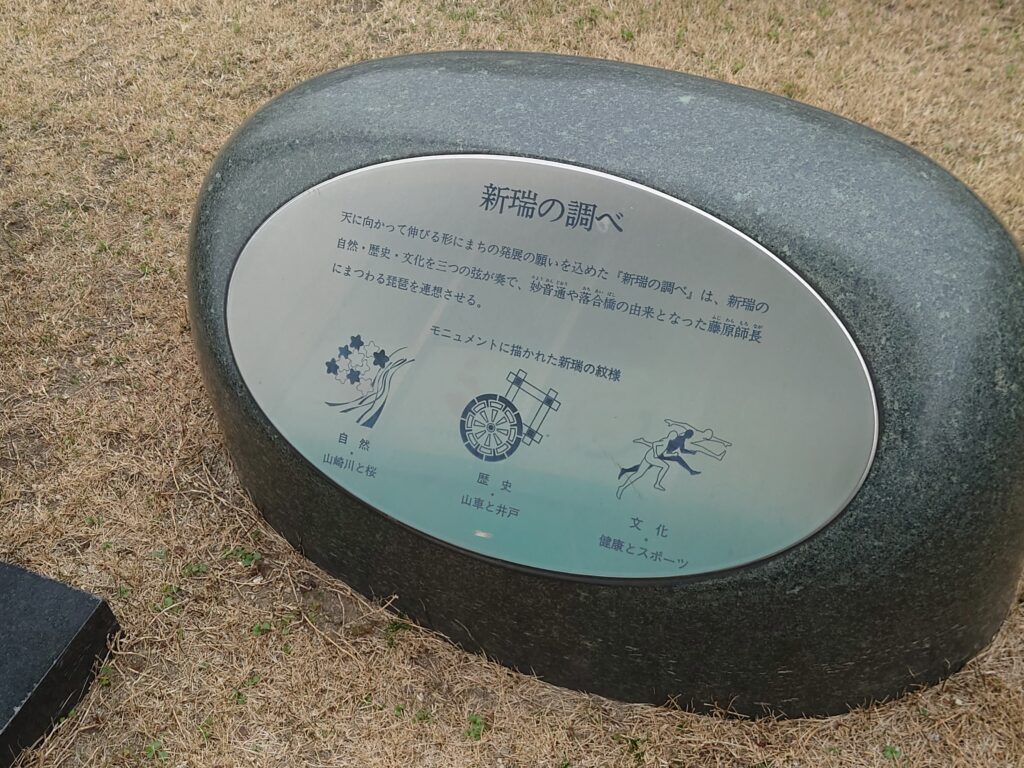 新瑞の調べ
天に向かって伸びる形にまちの発展の願いを込めた『新瑞の調べ』は、新瑞の
自然・歴史・文化を三つの弦が奏で、妙音通や落合橋の由来となった藤原師長
にまつわる琵琶を連想させる。
モニュメントに描かれた新瑞の紋様
自然
・
山崎川と桜
歴史
・
山車と井戸
文化
・
健康とスポーツ